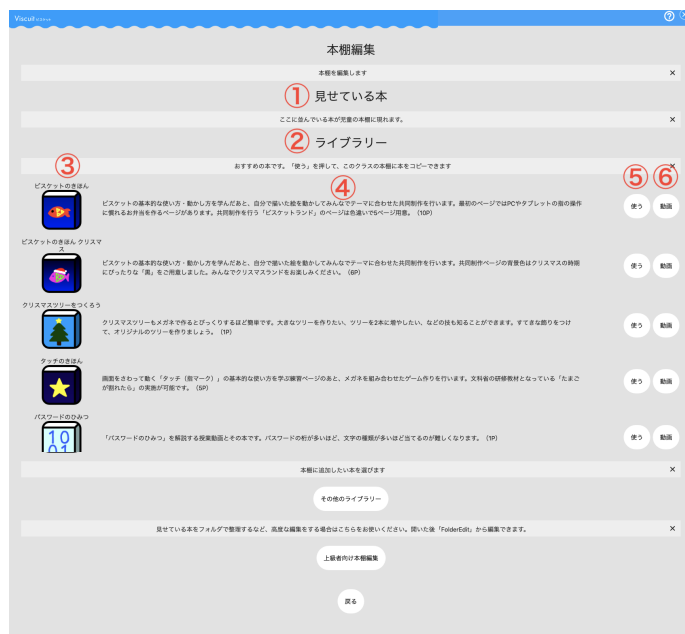 Viscuit ビスケット
?
本棚編集
本棚を編集します ×
① 見せている本
ここに並んでいる本が児童の本棚に現れます。 ×
② ライブラリー
おすすめの本です。「使う」を押して、このクラスの本棚に本をコピーできます ×
③ ④ ⑤ ⑥
ビスケットのきほん
ビスケットの基本的な使い方・動かし方を学んだあと、自分で描いた絵を動かしてみんなでテーマに合わせた共同制作を行います。最初のページではPCやタブレットの指の操作
に慣れるお弁当を作るページがあります。共同制作を行う「ビスケットランド」のページは色違いで5ページ用意。（10P）
使う 動画
ビスケットのきほん クリスマ
ス
ビスケットの基本的な使い方・動かし方を学んだあと、自分で描いた絵を動かしてみんなでテーマに合わせた共同制作を行います。共同制作ページの背景色はクリスマスの時期
にぴったりな「黒」をご用意しました。みんなでクリスマスランドをお楽しみください。（6P）
使う 動画
クリスマスツリーをつくろう
クリスマスツリーもメガネで作るとびっくりするほど簡単です。大きなツリーを作りたい、ツリーを2本に増やしたい、などの技も知ることができます。すてきな飾りをつけ
て、オリジナルのツリーを作りましょう。（1P）
使う 動画
タッチのきほん
画面をさわって動く「タッチ（指マーク）」の基本的な使い方を学ぶ練習ページのあと、メガネを組み合わせたゲーム作りを行います。文科省の研修教材となっている「たまご
が割れたら」の実施が可能です。（5P）
使う 動画
パスワードのひみつ
10
01
「パスワードのひみつ」を解説する授業動画とその本です。パスワードの桁が多いほど、文字の種類が多いほど当てるのが難しくなります。（1P）
使う 動画
本棚に追加したい本を選びます ×
その他のライブラリー
見せている本をフォルダで整理するなど、高度な編集をする場合はこちらをお使いください。開いた後「FolderEdit」から編集できます。 ×
上級者向け本棚編集
戻る